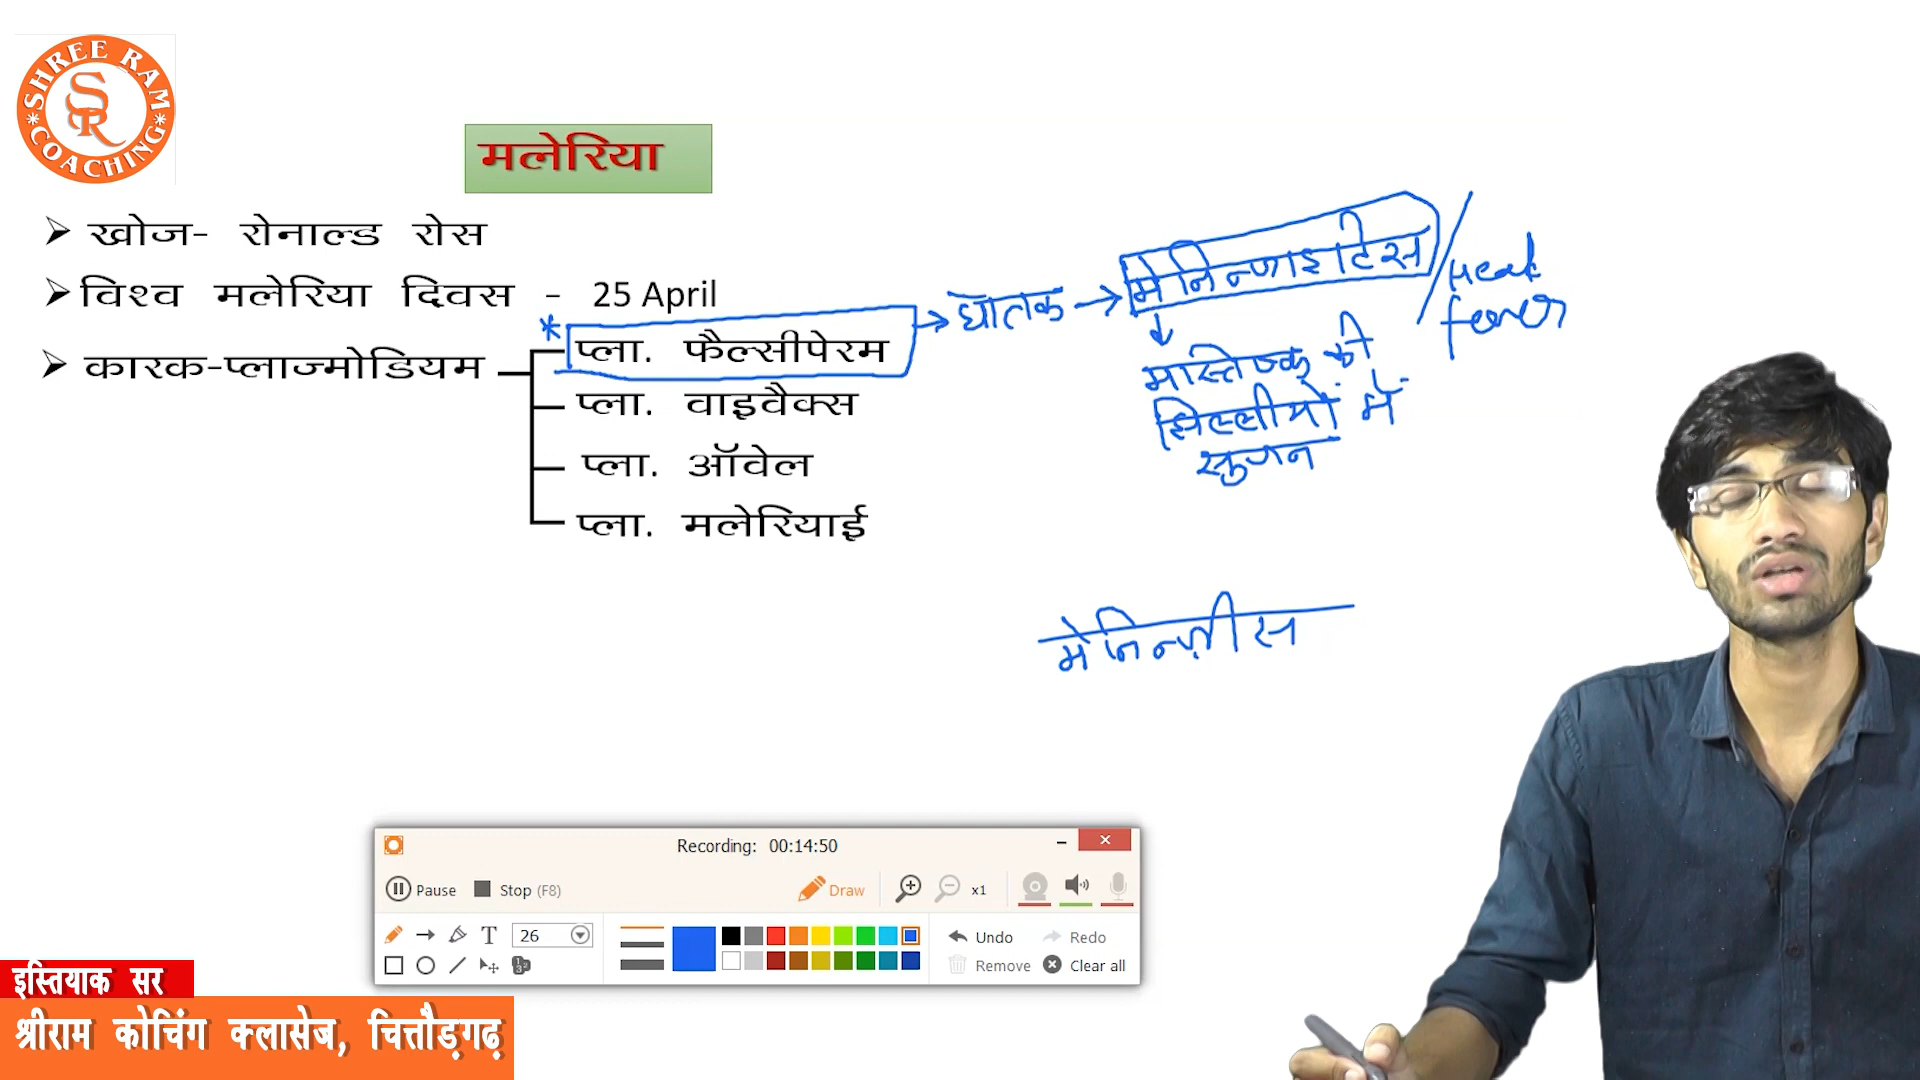 SHREE RAM COACHING
SR
मलेरिया
खोज- रोनाल्ड रोस
विश्व मलेरिया दिवस - 25 April
कारक-प्लाज्मोडियम
* प्ला. फैल्सीपेरम
प्ला. वाइवैक्स
प्ला. ऑवेल
प्ला. मलेरियाई
घातक
मेनिन्जाइटिस /
fever
मस्तिष्क की
झिल्लीयों में
सुजन
मेनिन्जीस
Recording: 00:14:50
Pause Stop (F8) Draw x1
T 26 Undo Redo
Remove Clear all
इस्तियाक सर
श्रीराम कोचिंग क्लासेज, चित्तौड़गढ़